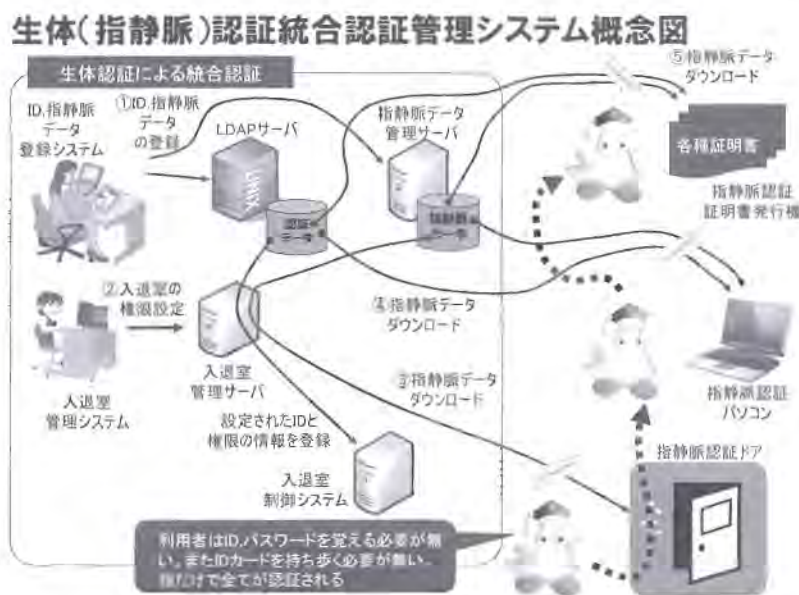 生体(指静脈)認証統合認証管理システム概念図
生体認証による統合認証
ID,指静脈
データ
登録システム
①ID,指静脈
データ
の登録
LDAPサーバ
UNIX
認証
データ
指静脈データ
管理サーバ
指静脈
データ
⑤指静脈データ
ダウンロード
各種証明書
指静脈認証
証明書発行機
②入退室の
権限設定
入退室
管理システム
入退室
管理サーバ
④指静脈データ
ダウンロード
③指静脈データ
ダウンロード
指静脈認証
パソコン
設定されたIDと
権限の情報を登録
入退室
制御システム
指静脈認証ドア
利用者はID,パスワードを覚える必要が無
い、またIDカードを持ち歩く必要が無い、
指だけで全てが認証される